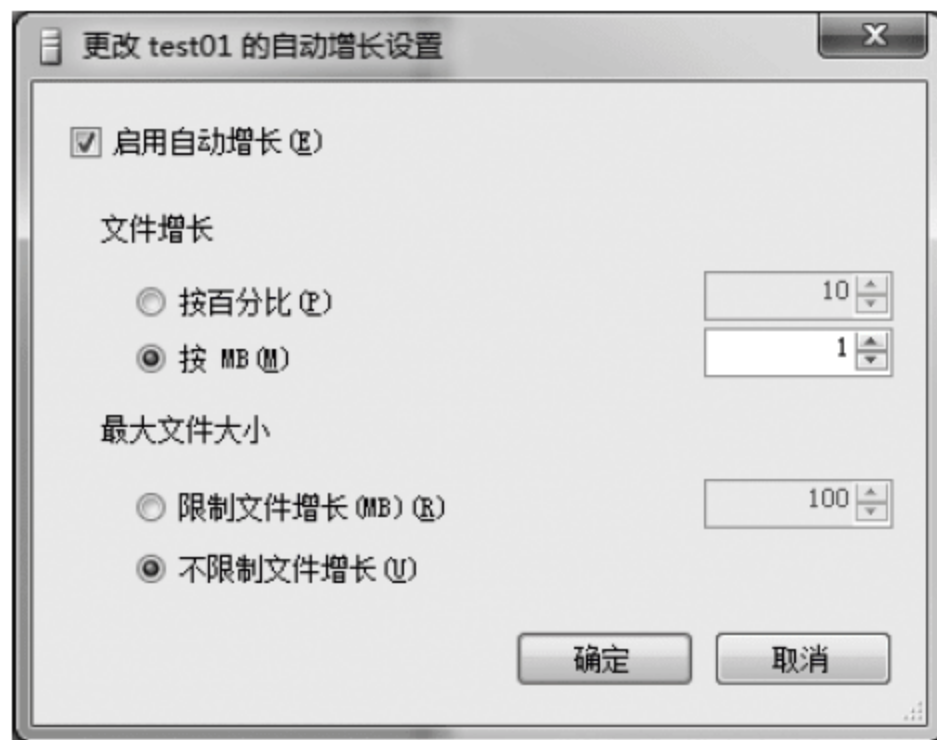 更改 test01 的自动增长设置
启用自动增长(E)
文件增长
按百分比(P) 10
按 MB(M) 1
最大文件大小
限制文件增长(MB)(R) 100
不限制文件增长(U)
确定 取消